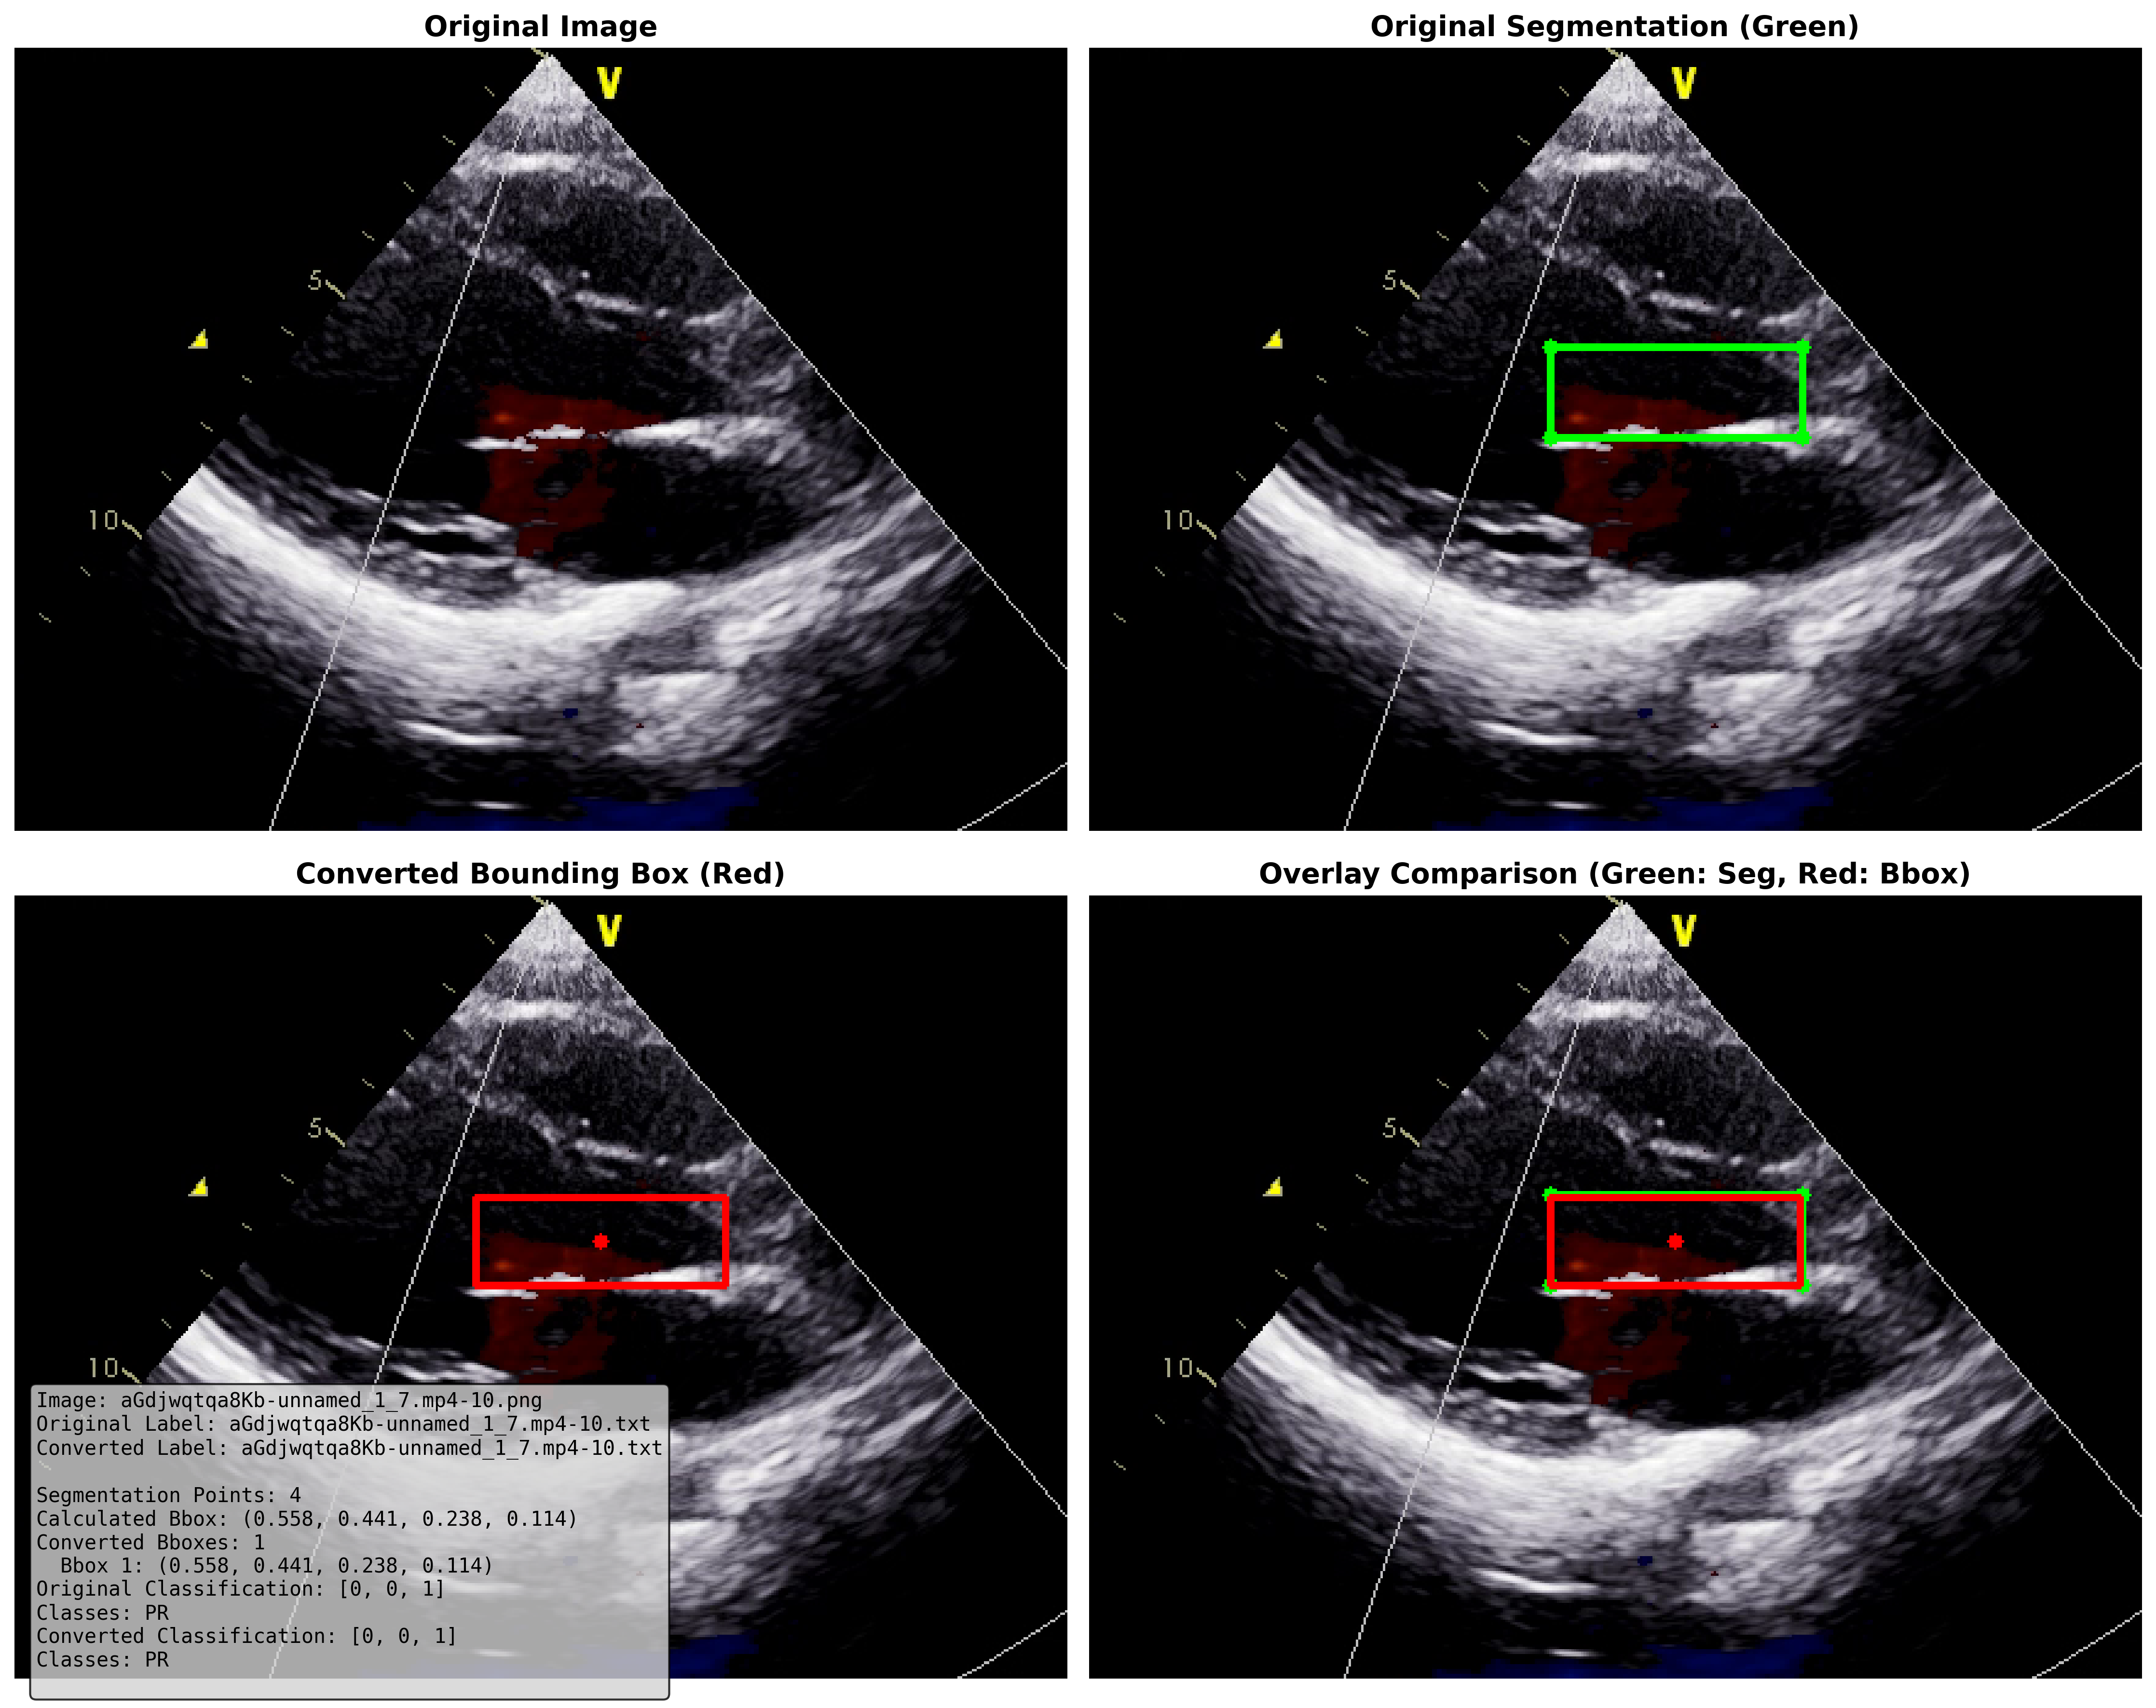 Original Image
Original Segmentation (Green)
V
V
5
5
10
10
Converted Bounding Box (Red)
Overlay Comparison (Green: Seg, Red: Bbox)
V
V
5
5
10
10
Image: aGdjwqtqa8Kb-unnamed_1_7.mp4-10.png
Original Label: aGdjwqtqa8Kb-unnamed_1_7.mp4-10.txt
Converted Label: aGdjwqtqa8Kb-unnamed_1_7.mp4-10.txt
Segmentation Points: 4
Calculated Bbox: (0.558, 0.441, 0.238, 0.114)
Converted Bboxes: 1
Bbox 1: (0.558, 0.441, 0.238, 0.114)
Original Classification: [0, 0, 1]
Classes: PR
Converted Classification: [0, 0, 1]
Classes: PR